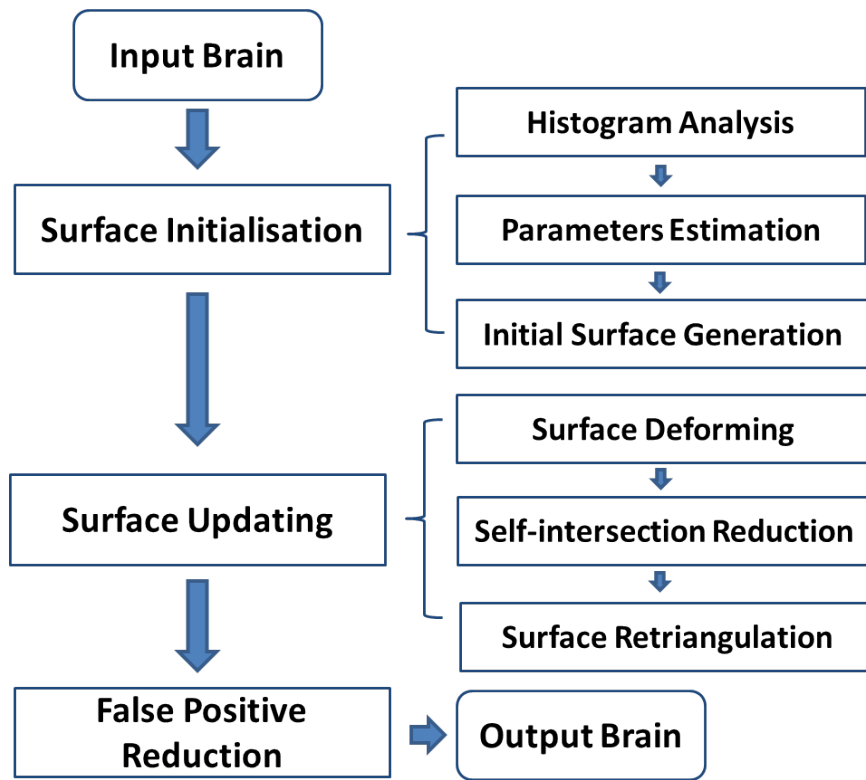 Input Brain
Surface Initialisation
Histogram Analysis
Parameters Estimation
Initial Surface Generation
Surface Updating
Surface Deforming
Self-intersection Reduction
Surface Retriangulation
False Positive
Reduction
Output Brain